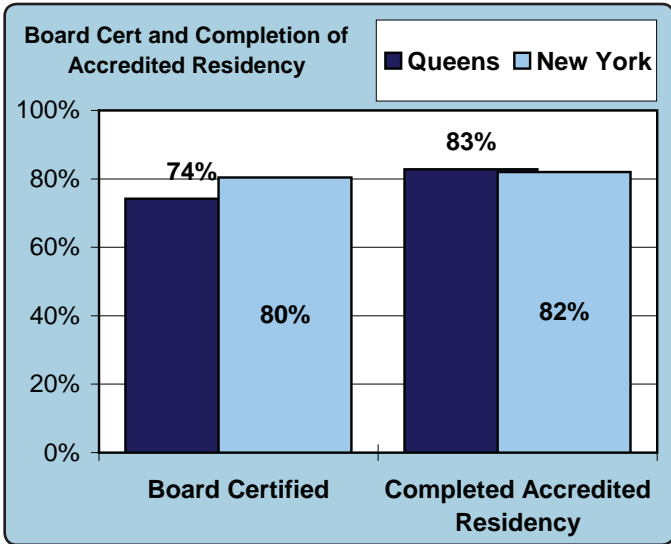 Board Cert and Completion of
Accredited Residency
Queens New York
100%
80%
60%
40%
20%
0%
74%
80%
83%
82%
Board Certified
Completed Accredited
Residency